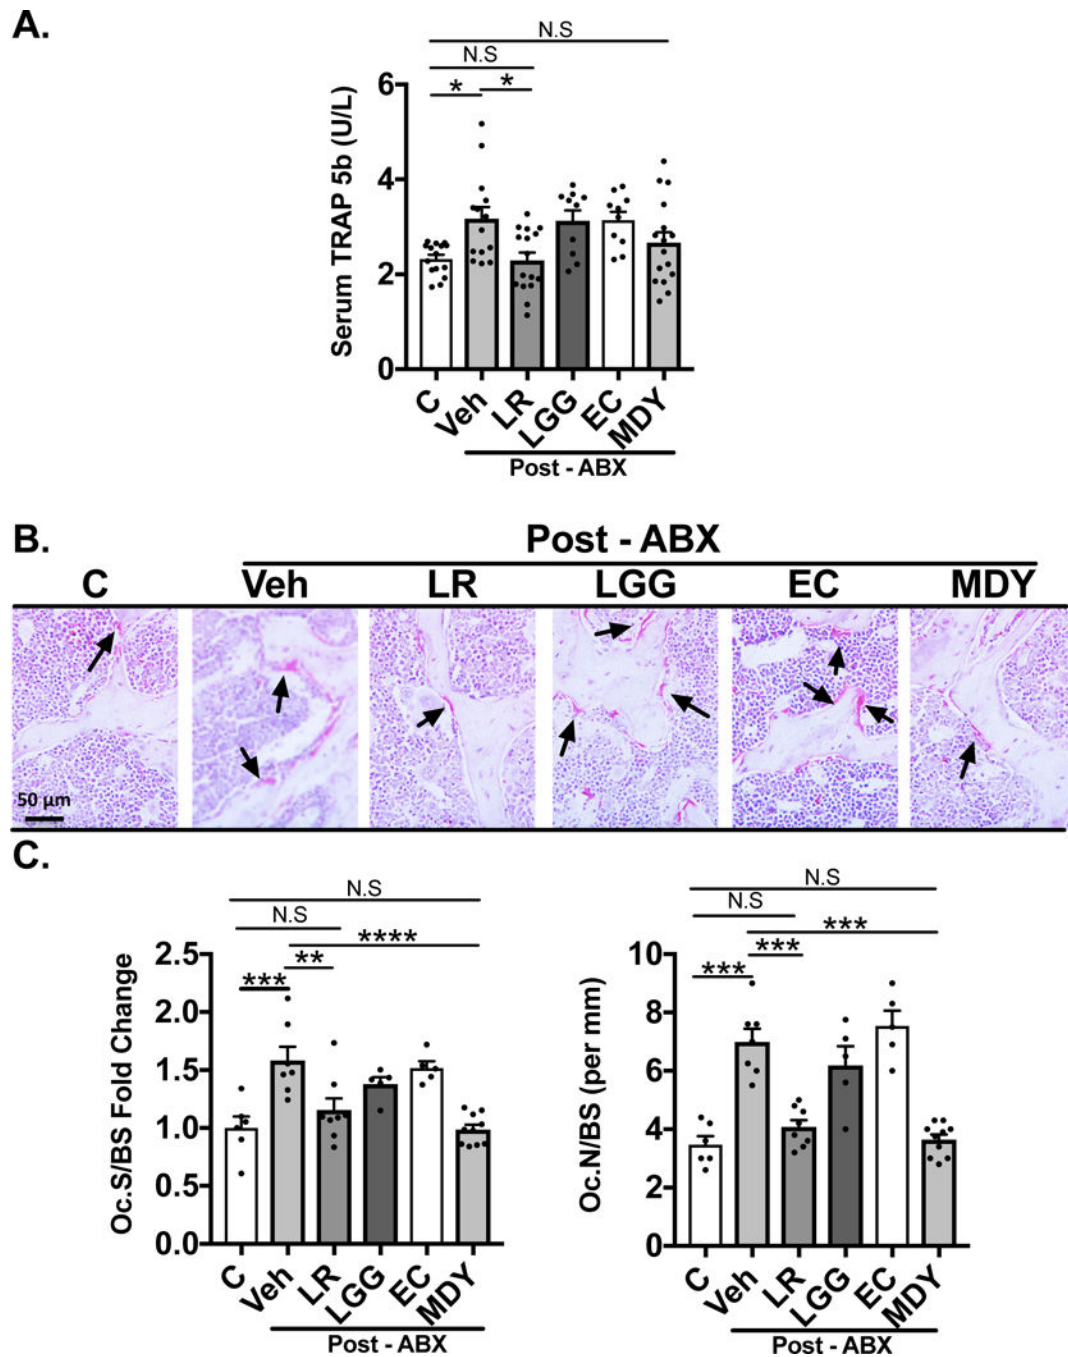 A.
N.S
N.S
* *
Serum TRAP 5b (U/L)
6
4
2
0
C Veh LR LGG EC MDY
Post - ABX
B.
Post - ABX
C Veh LR LGG EC MDY
50 µm
C.
N.S
N.S
****
**
***
Oc.S/BS Fold Change
2.5
2.0
1.5
1.0
0.5
0.0
C Veh LR LGG EC MDY
Post - ABX
N.S
N.S
***
***
***
Oc.N/BS (per mm)
10
8
6
4
2
0
C Veh LR LGG EC MDY
Post - ABX